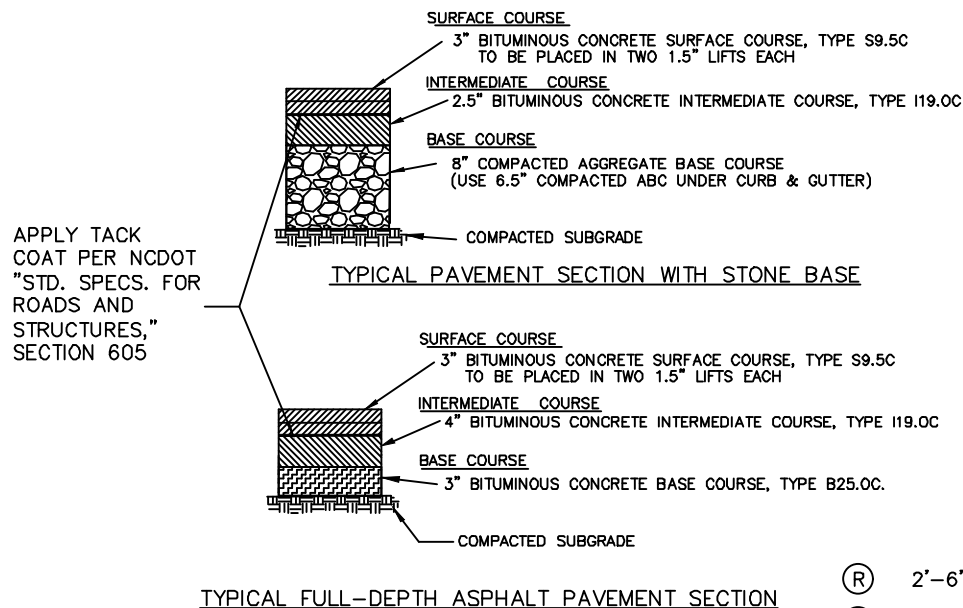 SURFACE COURSE
3" BITUMINOUS CONCRETE SURFACE COURSE, TYPE S9.5C
TO BE PLACED IN TWO 1.5" LIFTS EACH
INTERMEDIATE COURSE
2.5" BITUMINOUS CONCRETE INTERMEDIATE COURSE, TYPE I19.0C
BASE COURSE
8" COMPACTED AGGREGATE BASE COURSE
(USE 6.5" COMPACTED ABC UNDER CURB & GUTTER)
COMPACTED SUBGRADE
TYPICAL PAVEMENT SECTION WITH STONE BASE
APPLY TACK
COAT PER NCDOT
"STD. SPECS. FOR
ROADS AND
STRUCTURES,"
SECTION 605
SURFACE COURSE
3" BITUMINOUS CONCRETE SURFACE COURSE, TYPE S9.5C
TO BE PLACED IN TWO 1.5" LIFTS EACH
INTERMEDIATE COURSE
4" BITUMINOUS CONCRETE INTERMEDIATE COURSE, TYPE I19.0C
BASE COURSE
3" BITUMINOUS CONCRETE BASE COURSE, TYPE B25.0C.
COMPACTED SUBGRADE
TYPICAL FULL-DEPTH ASPHALT PAVEMENT SECTION
R 2'-6'